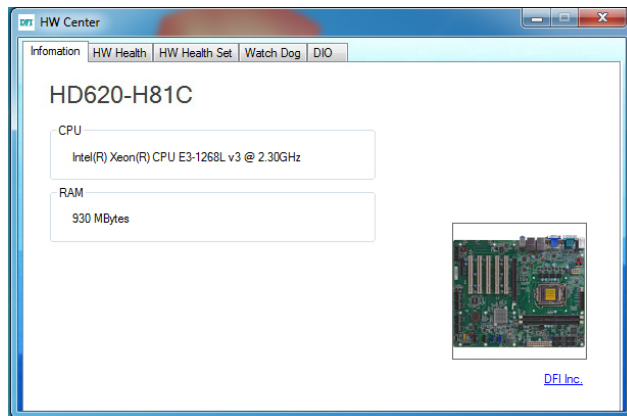 DFI HW Center
Infomation HW Health HW Health Set Watch Dog DIO
HD620-H81C
CPU
Intel(R) Xeon(R) CPU E3-1268L v3 @ 2.30GHz
RAM
930 MBytes
DFI Inc.